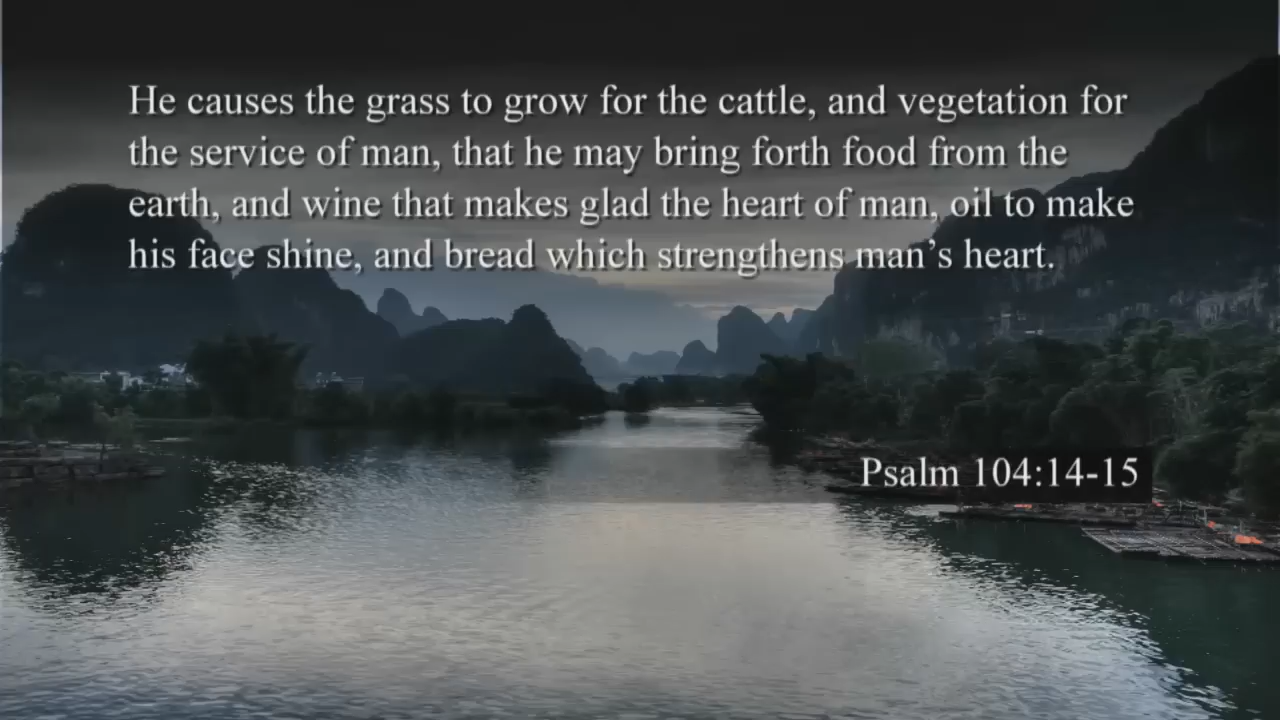 He causes the grass to grow for the cattle, and vegetation for
the service of man, that he may bring forth food from the
earth, and wine that makes glad the heart of man, oil to make
his face shine, and bread which strengthens man’s heart.
Psalm 104:14-15